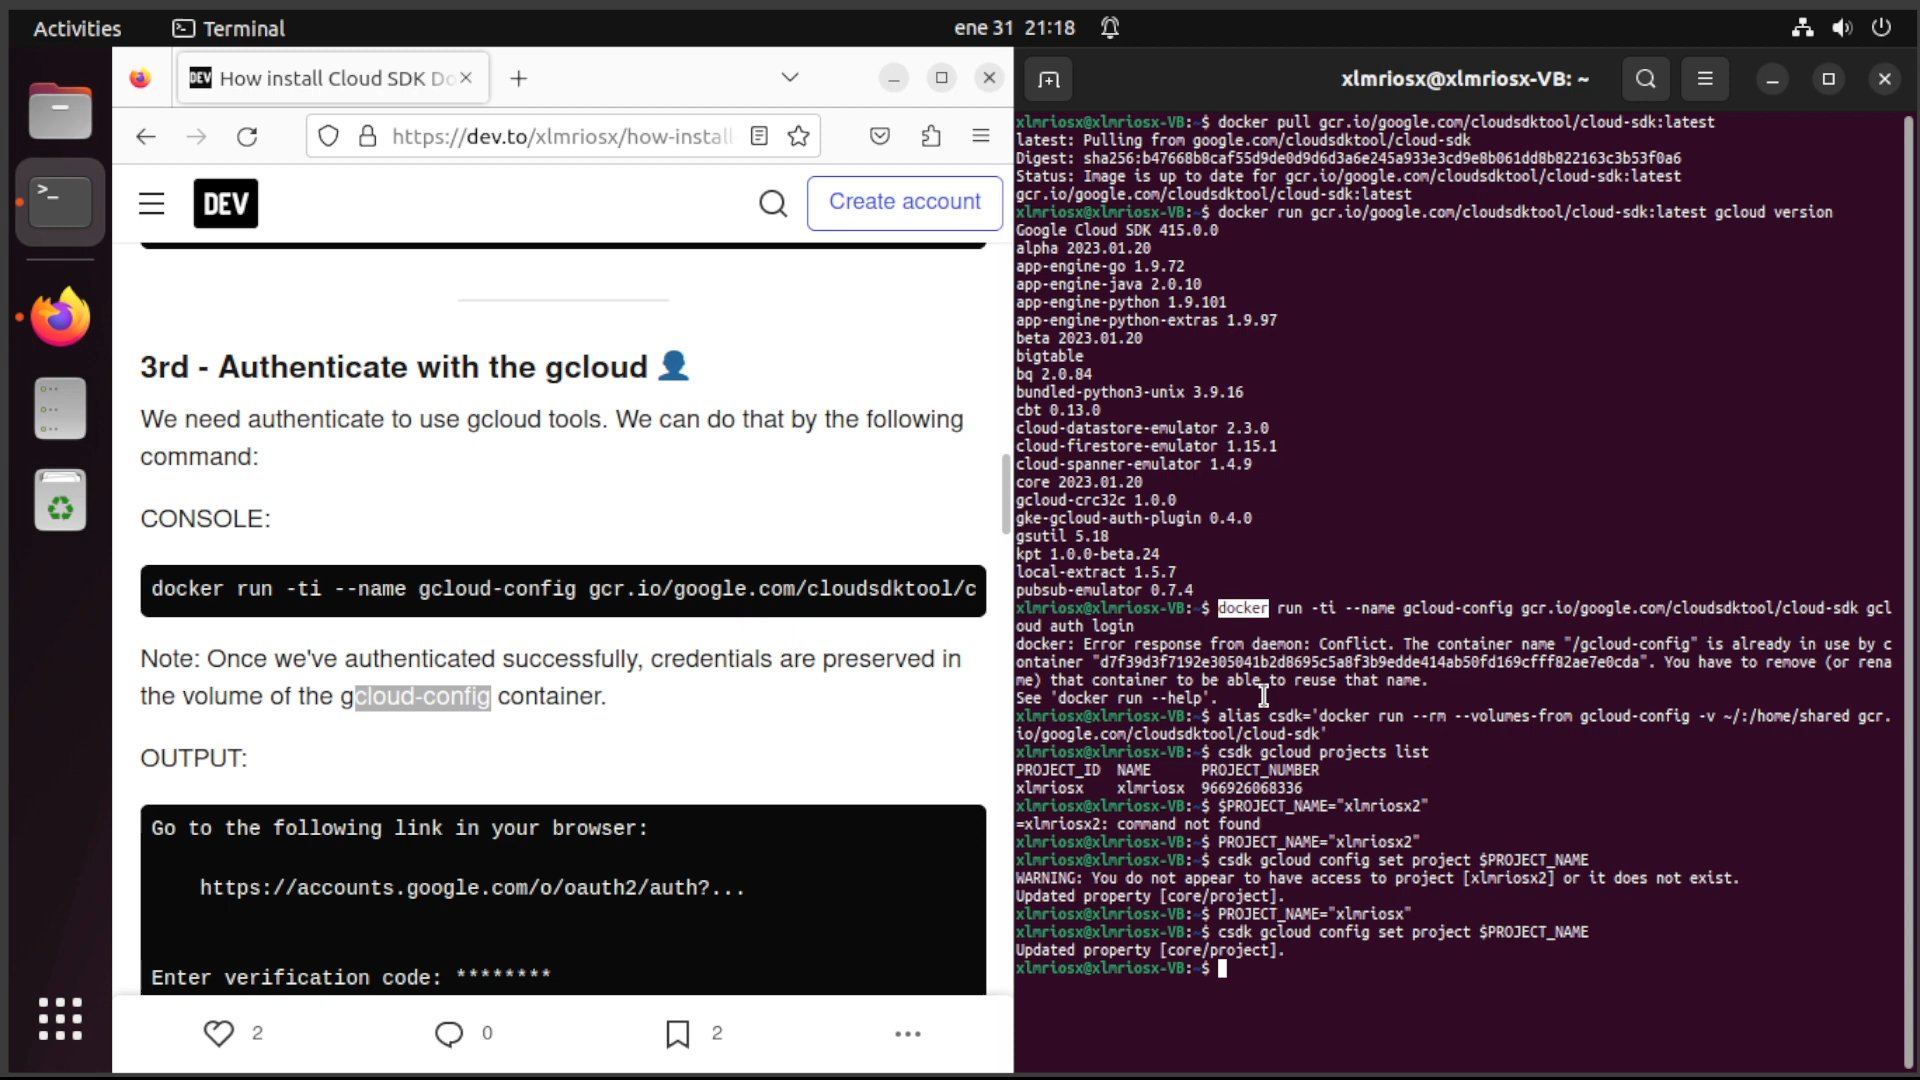 Activities
Terminal
ene 31 21:18
DEV How install Cloud SDK Do
https://dev.to/xlmriosx/how-install
DEV
Create account
3rd - Authenticate with the gcloud
We need authenticate to use gcloud tools. We can do that by the following
command:
CONSOLE:
docker run -ti --name gcloud-config gcr.io/google.com/cloudsdktool/c
Note: Once we've authenticated successfully, credentials are preserved in
the volume of the gcloud-config container.
OUTPUT:
Go to the following link in your browser:
https://accounts.google.com/o/oauth2/auth?...
Enter verification code: ********
2
0
2
xlmriosx@xlmriosx-VB: ~
xlmriosx@xlmriosx-VB:~$ docker pull gcr.io/google.com/cloudsdktool/cloud-sdk:latest
latest: Pulling from google.com/cloudsdktool/cloud-sdk
Digest: sha256:b47668b8caf55d9de0d9d6d3a6e245a933e3cd9e8b061dd8b822163c3b53f0a6
Status: Image is up to date for gcr.io/google.com/cloudsdktool/cloud-sdk:latest
gcr.io/google.com/cloudsdktool/cloud-sdk:latest
xlmriosx@xlmriosx-VB:~$ docker run gcr.io/google.com/cloudsdktool/cloud-sdk:latest gcloud version
Google Cloud SDK 415.0.0
alpha 2023.01.20
app-engine-go 1.9.72
app-engine-java 2.0.10
app-engine-python 1.9.101
app-engine-python-extras 1.9.97
beta 2023.01.20
bigtable
bq 2.0.84
bundled-python3-unix 3.9.16
cbt 0.13.0
cloud-datastore-emulator 2.3.0
cloud-firestore-emulator 1.15.1
cloud-spanner-emulator 1.4.9
core 2023.01.20
gcloud-crc32c 1.0.0
gke-gcloud-auth-plugin 0.4.0
gsutil 5.18
kpt 1.0.0-beta.24
local-extract 1.5.7
pubsub-emulator 0.7.4
xlmriosx@xlmriosx-VB:~$ docker run -ti --name gcloud-config gcr.io/google.com/cloudsdktool/cloud-sdk gcl
oud auth login
docker: Error response from daemon: Conflict. The container name "/gcloud-config" is already in use by c
ontainer "d7f39d3f7192e305041b2d8695c5a8f3b9edde414ab50fd169cfff82ae7e0cda". You have to remove (or rena
me) that container to be able to reuse that name.
See 'docker run --help'.
xlmriosx@xlmriosx-VB:~$ alias csdk='docker run --rm --volumes-from gcloud-config -v ~/:/home/shared gcr.
io/google.com/cloudsdktool/cloud-sdk'
xlmriosx@xlmriosx-VB:~$ csdk gcloud projects list
PROJECT_ID NAME PROJECT_NUMBER
xlmriosx xlmriosx 966926068336
xlmriosx@xlmriosx-VB:~$ $PROJECT_NAME="xlmriosx2"
=xlmriosx2: command not found
xlmriosx@xlmriosx-VB:~$ PROJECT_NAME="xlmriosx2"
xlmriosx@xlmriosx-VB:~$ csdk gcloud config set project $PROJECT_NAME
WARNING: You do not appear to have access to project [xlmriosx2] or it does not exist.
Updated property [core/project].
xlmriosx@xlmriosx-VB:~$ PROJECT_NAME="xlmriosx"
xlmriosx@xlmriosx-VB:~$ csdk gcloud config set project $PROJECT_NAME
Updated property [core/project].
xlmriosx@xlmriosx-VB:~$